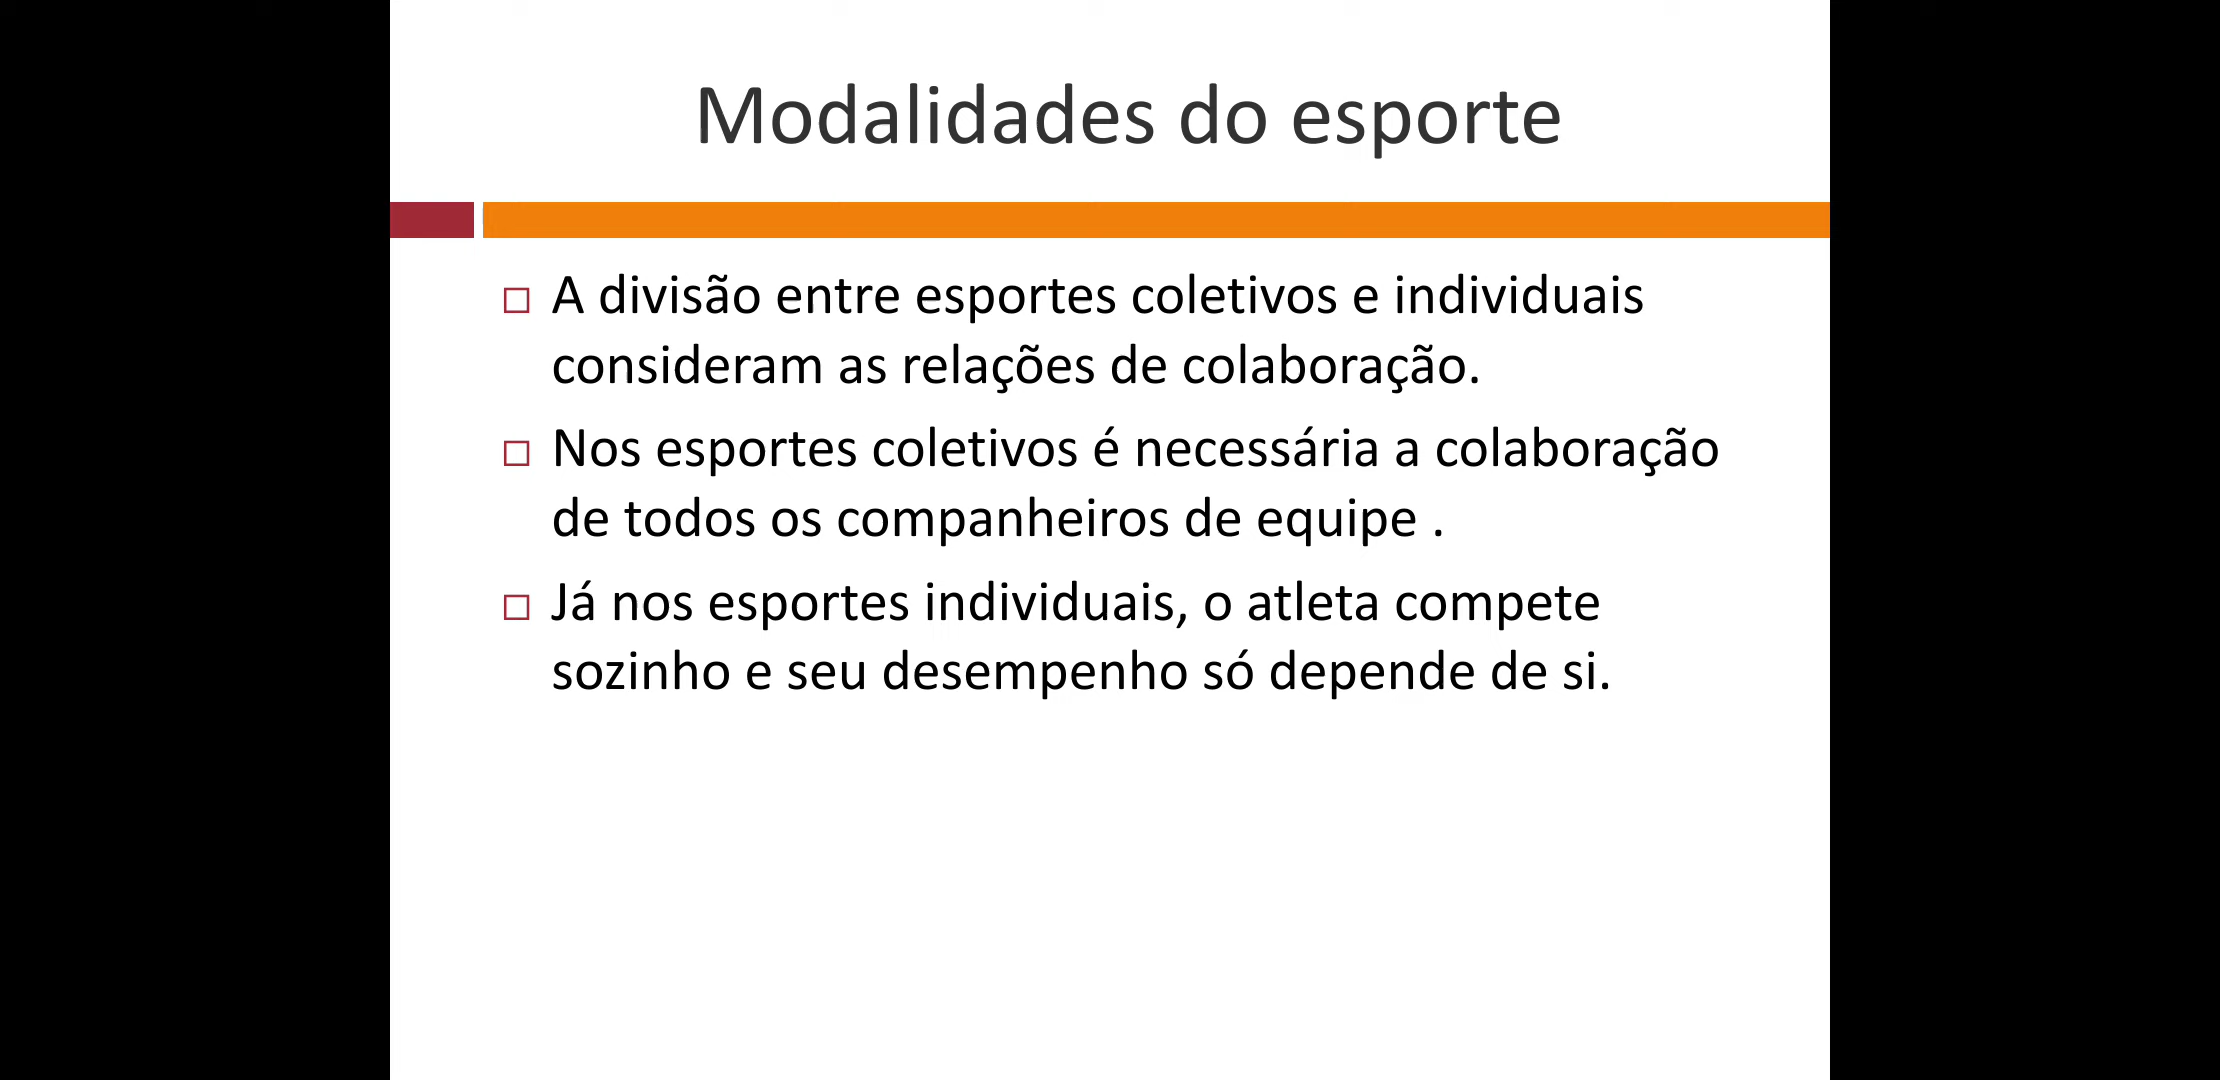 Modalidades do esporte
A divisão entre esportes coletivos e individuais
consideram as relações de colaboração.
Nos esportes coletivos é necessária a colaboração
de todos os companheiros de equipe .
Já nos esportes individuais, o atleta compete
sozinho e seu desempenho só depende de si.